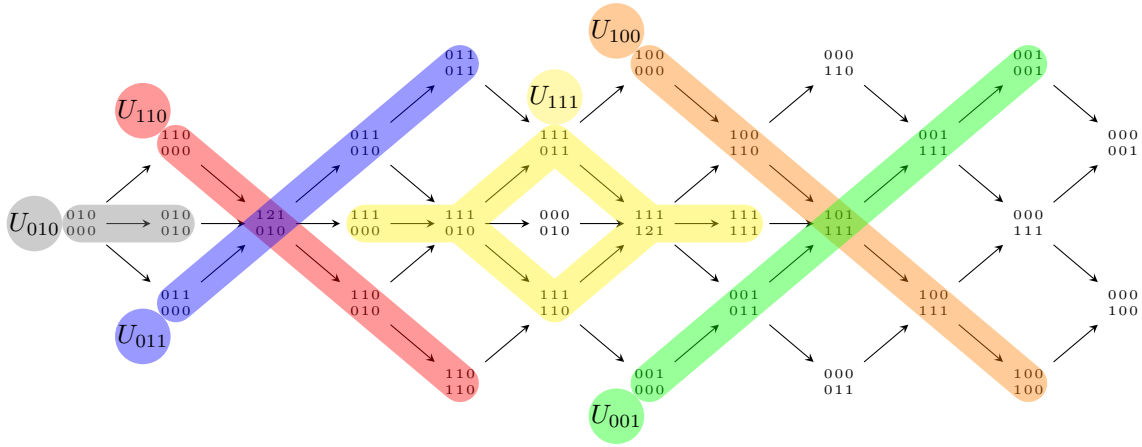 U₁₀₀
011 100 000 001
011 000 110 001
U₁₁₁
U₁₁₀
110 011 111 100 001 000
000 010 011 110 111 001
010 010 121 111 111 000 111 111 101 000
U₀₁₀
000 010 010 000 010 010 121 111 111 111
011 110 111 001 100 000
000 010 110 011 111 100
U₀₁₁
110 001 000 100
110 000 011 100
U₀₀₁